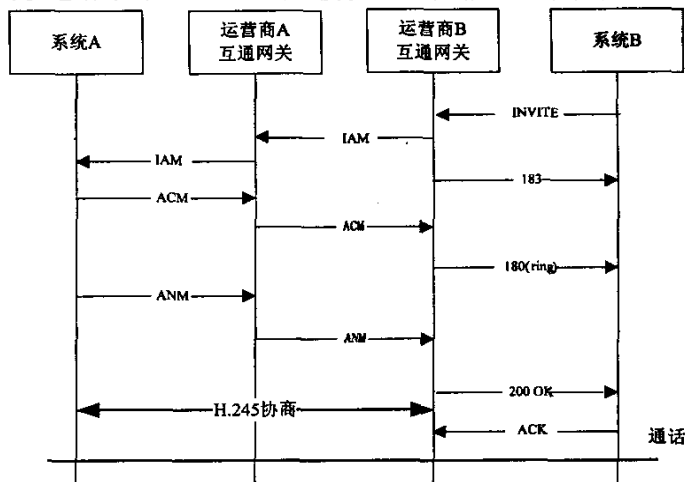 系统A
运营商A
互通网关
运营商B
互通网关
系统B
INVITE
IAM
IAM
183
ACM
ACM
180(ring)
ANM
ANM
200 OK
H.245协商
ACK
通话